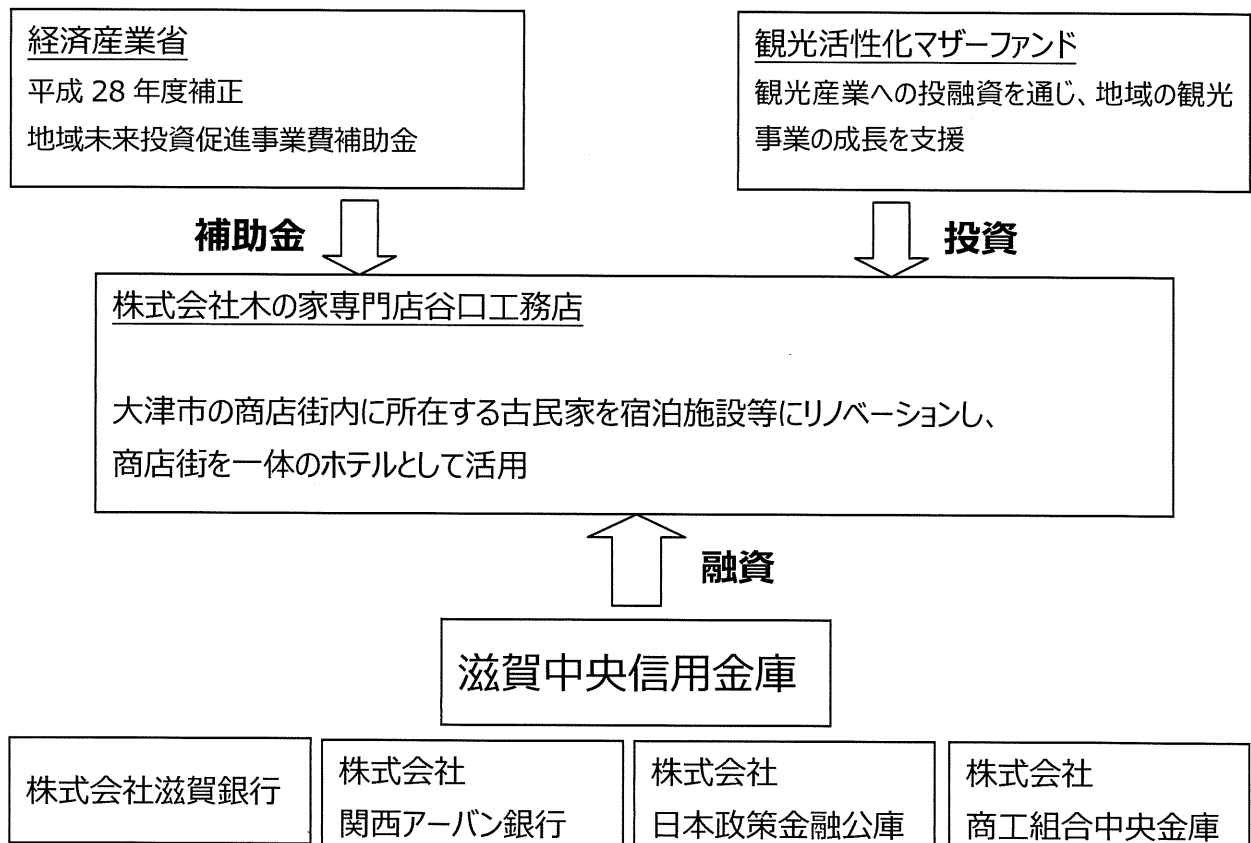 経済産業省
平成 28 年度補正
地域未来投資促進事業費補助金
観光活性化マザーファンド
観光産業への投融資を通じ、地域の観光
事業の成長を支援
補助金
投資
株式会社木の家専門店谷口工務店
大津市の商店街内に所在する古民家を宿泊施設等にリノベーションし、
商店街を一体のホテルとして活用
融資
滋賀中央信用金庫
株式会社滋賀銀行
株式会社
関西アーバン銀行
株式会社
日本政策金融公庫
株式会社
商工組合中央金庫